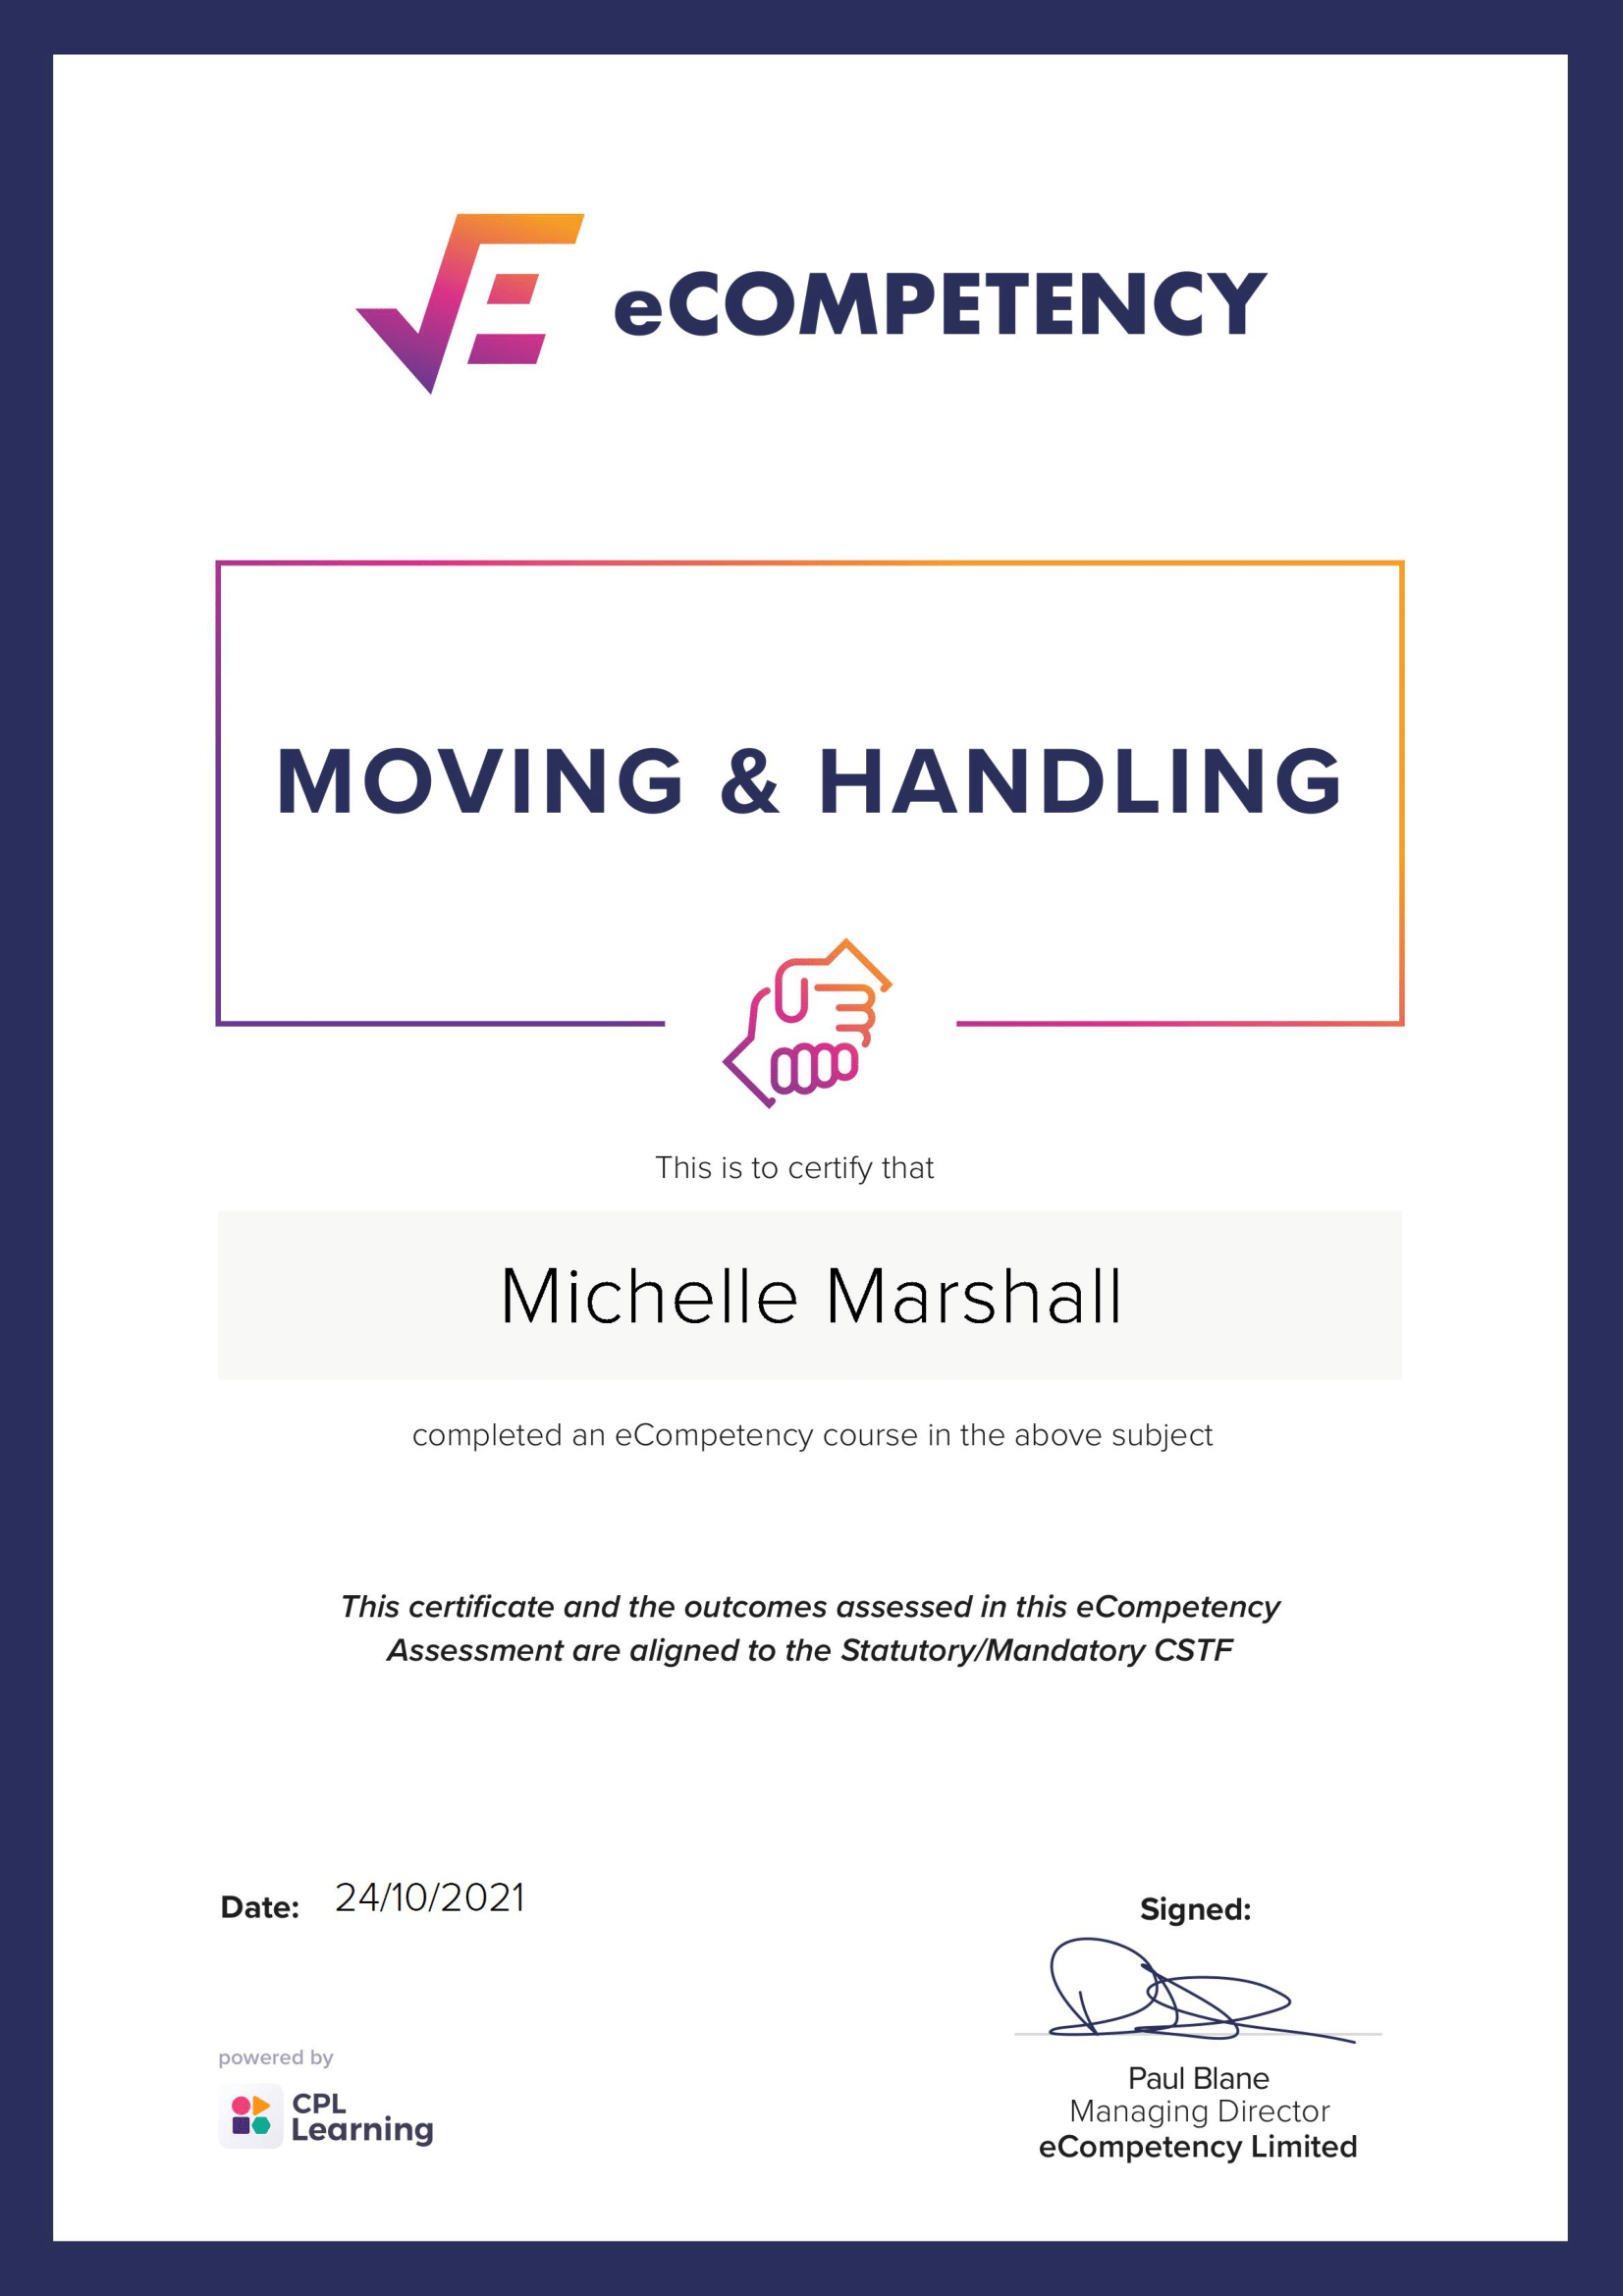 eCOMPETENCY
MOVING & HANDLING
This is to certify that
Michelle Marshall
completed an eCompetency course in the above subject
This certificate and the outcomes assessed in this eCompetency
Assessment are aligned to the Statutory/Mandatory CSTF
Date: 24/10/2021
Signed:
powered by
CPL
Learning
Paul Blane
Managing Director
eCompetency Limited